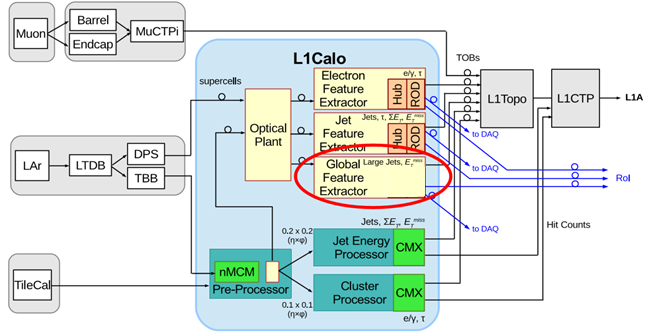 Muon
Barrel
Endcap
MuCTPi
L1Calo
TOBs
supercells
Electron
Feature
Extractor
e/γ, τ
Hub
ROD
Jet
Feature
Extractor
Jets, τ, ΣE_T, E_T^miss
Hub
ROD
Global
Feature
Extractor
Large Jets, E_T^miss
Optical
Plant
L1Topo
L1CTP
L1A
to DAQ
to DAQ
RoI
to DAQ
Hit Counts
LAr
LTDB
DPS
TBB
TileCal
nMCM
Pre-Processor
0.2 x 0.2
(η×φ)
0.1 x 0.1
(η×φ)
Jets, ΣE_T, E_T^miss
Jet Energy
Processor
CMX
Cluster
Processor
CMX
e/γ, τ